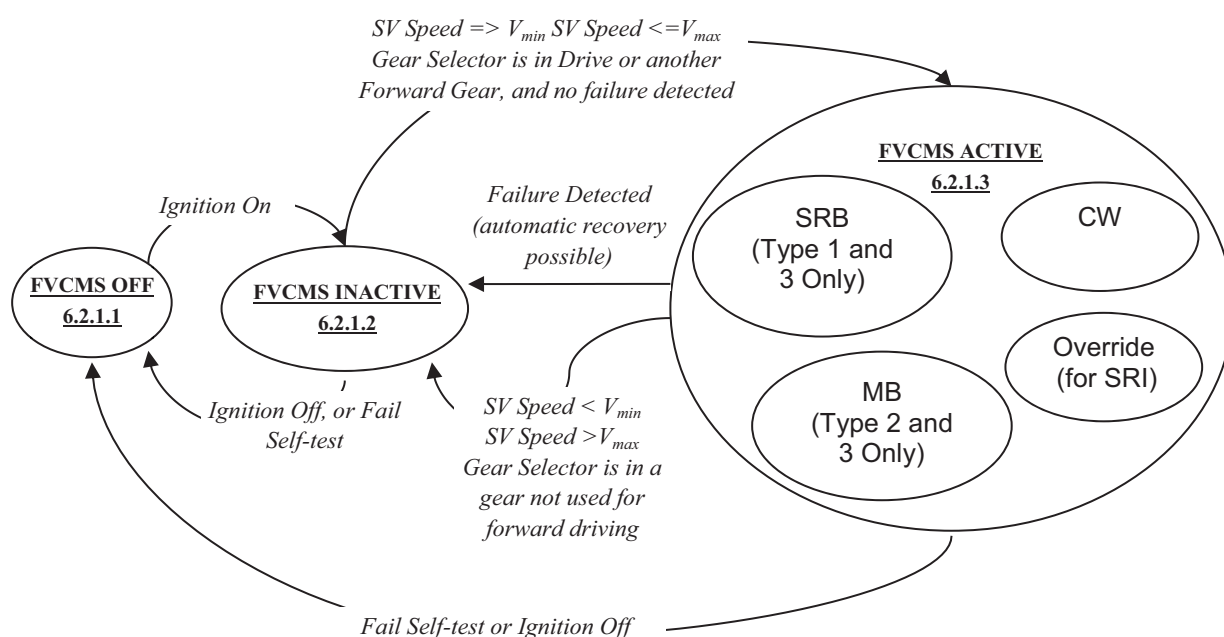 SV Speed => Vmin SV Speed <=Vmax
Gear Selector is in Drive or another
Forward Gear, and no failure detected
FVCMS ACTIVE
6.2.1.3
Ignition On
Failure Detected
(automatic recovery
possible)
SRB
(Type 1 and
3 Only)
CW
FVCMS OFF
6.2.1.1
FVCMS INACTIVE
6.2.1.2
Override
(for SRI)
Ignition Off, or Fail
Self-test
SV Speed < Vmin
SV Speed >Vmax
Gear Selector is in a
gear not used for
forward driving
MB
(Type 2 and
3 Only)
Fail Self-test or Ignition Off